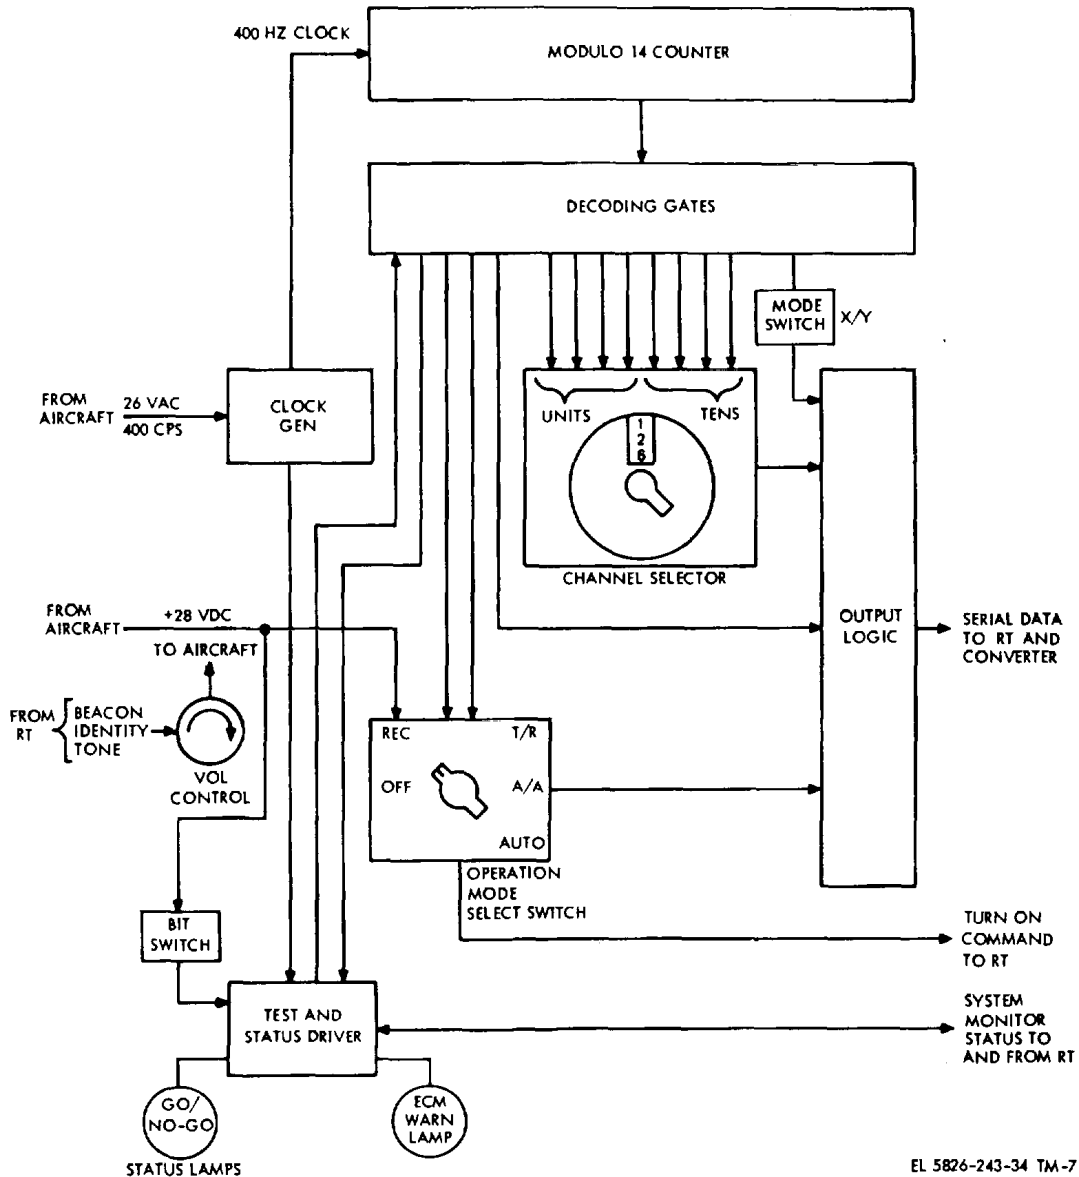 400 HZ CLOCK
MODULO 14 COUNTER
DECODING GATES
MODE
SWITCH
X/Y
FROM
AIRCRAFT
26 VAC
400 CPS
CLOCK
GEN
UNITS
TENS
1
2
6
CHANNEL SELECTOR
FROM
AIRCRAFT
+28 VDC
TO AIRCRAFT
OUTPUT
LOGIC
SERIAL DATA
TO RT AND
CONVERTER
FROM
RT
BEACON
IDENTITY
TONE
VOL
CONTROL
REC
T/R
OFF
A/A
AUTO
OPERATION
MODE
SELECT SWITCH
BIT
SWITCH
TURN ON
COMMAND
TO RT
TEST AND
STATUS DRIVER
SYSTEM
MONITOR
STATUS TO
AND FROM RT
GO/
NO-GO
STATUS LAMPS
ECM
WARN
LAMP
EL 5826-243-34 TM-7